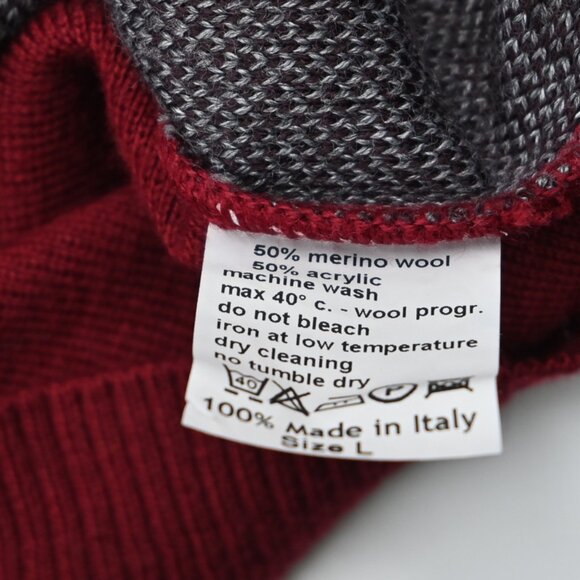 50% merino wool
50% acrylic
machine wash
max 40° c. - wool progr.
do not bleach
iron at low temperature
dry cleaning
no tumble dry
40 P
100% Made in Italy
Size L